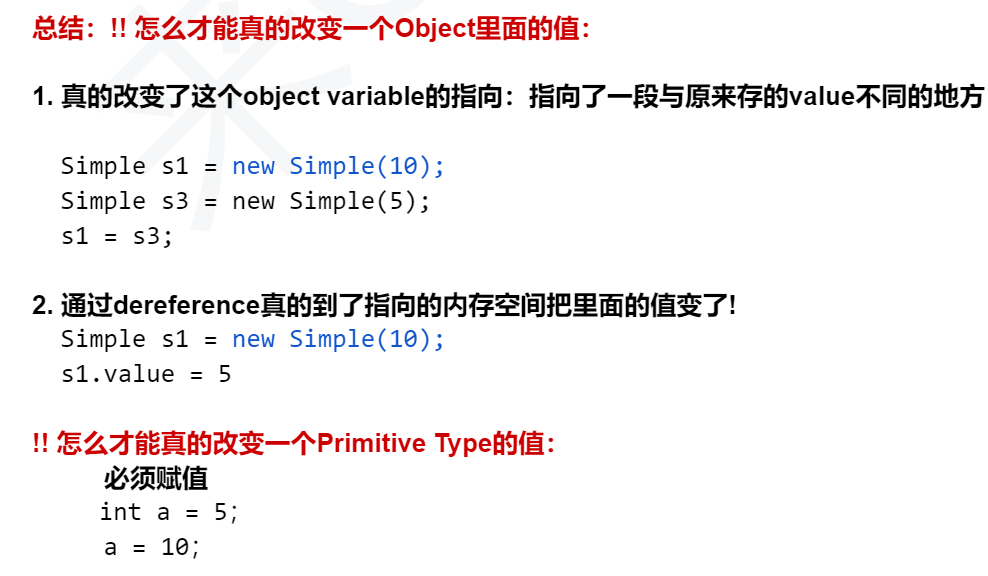 总结：!! 怎么才能真的改变一个Object里面的值：
1. 真的改变了这个object variable的指向：指向了一段与原来存的value不同的地方
Simple s1 = new Simple(10);
Simple s3 = new Simple(5);
s1 = s3;
2. 通过dereference真的到了指向的内存空间把里面的值变了!
Simple s1 = new Simple(10);
s1.value = 5
!! 怎么才能真的改变一个Primitive Type的值：
必须赋值
int a = 5;
a = 10;